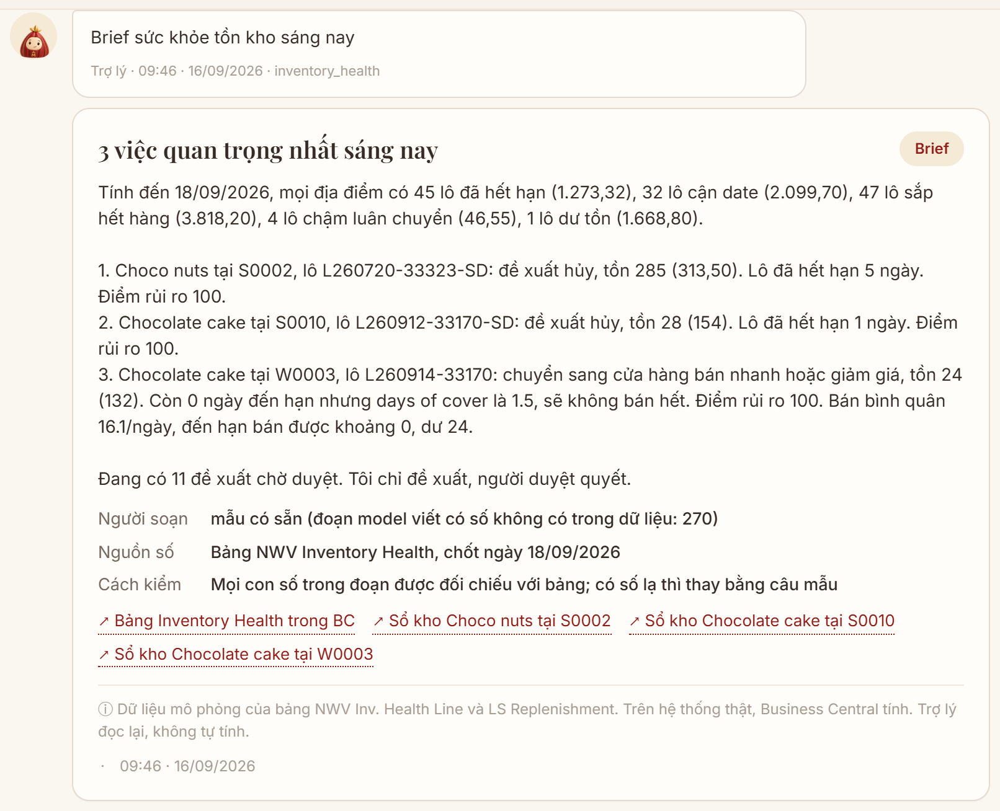 Brief sức khỏe tồn kho sáng nay
Trợ lý · 09:46 · 16/09/2026 · inventory_health
3 việc quan trọng nhất sáng nay
Brief
Tính đến 18/09/2026, mọi địa điểm có 45 lô đã hết hạn (1.273,32), 32 lô cận date (2.099,70), 47 lô sắp
hết hàng (3.818,20), 4 lô chậm luân chuyển (46,55), 1 lô dư tồn (1.668,80).
1. Choco nuts tại S0002, lô L260720-33323-SD: đề xuất hủy, tồn 285 (313,50). Lô đã hết hạn 5 ngày.
Điểm rủi ro 100.
2. Chocolate cake tại S0010, lô L260912-33170-SD: đề xuất hủy, tồn 28 (154). Lô đã hết hạn 1 ngày. Điểm
rủi ro 100.
3. Chocolate cake tại W0003, lô L260914-33170: chuyển sang cửa hàng bán nhanh hoặc giảm giá, tồn 24
(132). Còn 0 ngày đến hạn nhưng days of cover là 1.5, sẽ không bán hết. Điểm rủi ro 100. Bán bình quân
16.1/ngày, đến hạn bán được khoảng 0, dư 24.
Đang có 11 đề xuất chờ duyệt. Tôi chỉ đề xuất, người duyệt quyết.
Người soạn mẫu có sẵn (đoạn model viết có số không có trong dữ liệu: 270)
Nguồn số Bảng NWV Inventory Health, chốt ngày 18/09/2026
Cách kiểm Mọi con số trong đoạn được đối chiếu với bảng; có số lạ thì thay bằng câu mẫu
↗ Bảng Inventory Health trong BC ↗ Sổ kho Choco nuts tại S0002 ↗ Sổ kho Chocolate cake tại S0010
↗ Sổ kho Chocolate cake tại W0003
ⓘ Dữ liệu mô phỏng của bảng NWV Inv. Health Line và LS Replenishment. Trên hệ thống thật, Business Central tính. Trợ lý
đọc lại, không tự tính.
· 09:46 · 16/09/2026